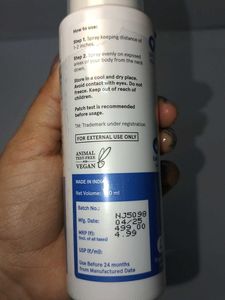 How to use:
Step 1. Spray keeping distance of
1-2 inches.
Step 2. Spray evenly on exposed
areas of your body from the neck
down.
Store in a cool and dry place.
Avoid contact with eyes. Do not
freeze. Keep out of reach of
children.
Patch test is recommended
before usage.
TM: Trademark under registration.
FOR EXTERNAL USE ONLY
ANIMAL
TEST-FREE
VEGAN
MADE IN INDIA
Net Volume:
Batch No.: NJ5098
Mfg. Date: 04/25
MRP (₹): 499.00
(Incl. of all taxes)
USP (₹/ml): 4.99
Use Before 24 months
from Manufactured Date